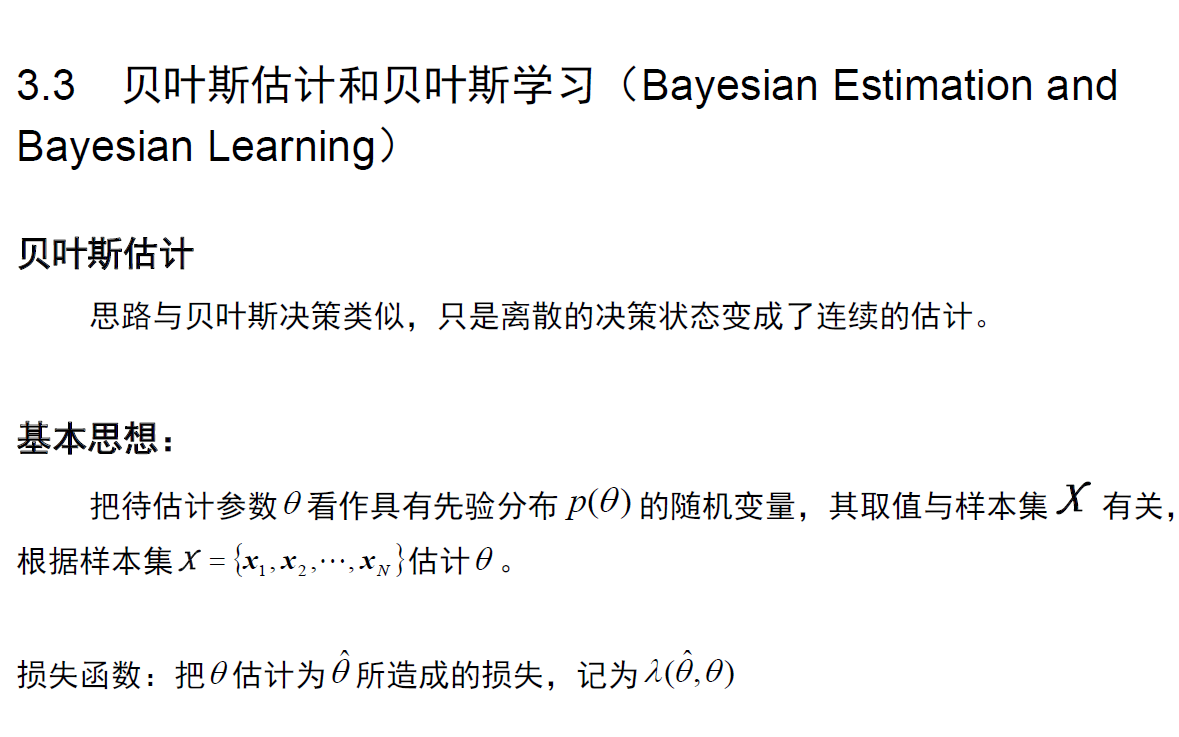 3.3 贝叶斯估计和贝叶斯学习（Bayesian Estimation and
Bayesian Learning）
贝叶斯估计
思路与贝叶斯决策类似，只是离散的决策状态变成了连续的估计。
基本思想：
把待估计参数θ看作具有先验分布 p(θ) 的随机变量，其取值与样本集 X 有关，
根据样本集 X = {x₁, x₂, ⋯, x_N} 估计θ。
损失函数：把θ估计为θ̂所造成的损失，记为λ(θ̂,θ)